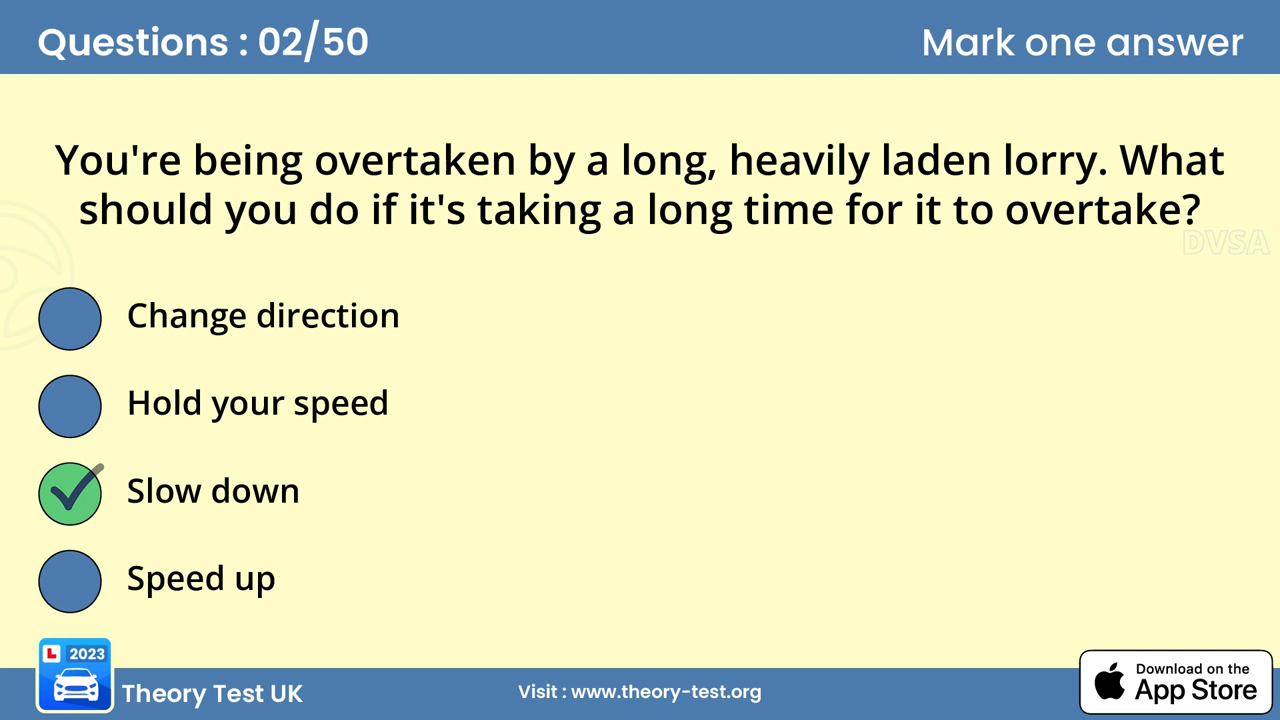 Questions : 02/50
Mark one answer
You're being overtaken by a long, heavily laden lorry. What
should you do if it's taking a long time for it to overtake?
DVSA
Change direction
Hold your speed
Slow down
Speed up
L 2023
Theory Test UK
Visit : www.theory-test.org
Download on the
App Store